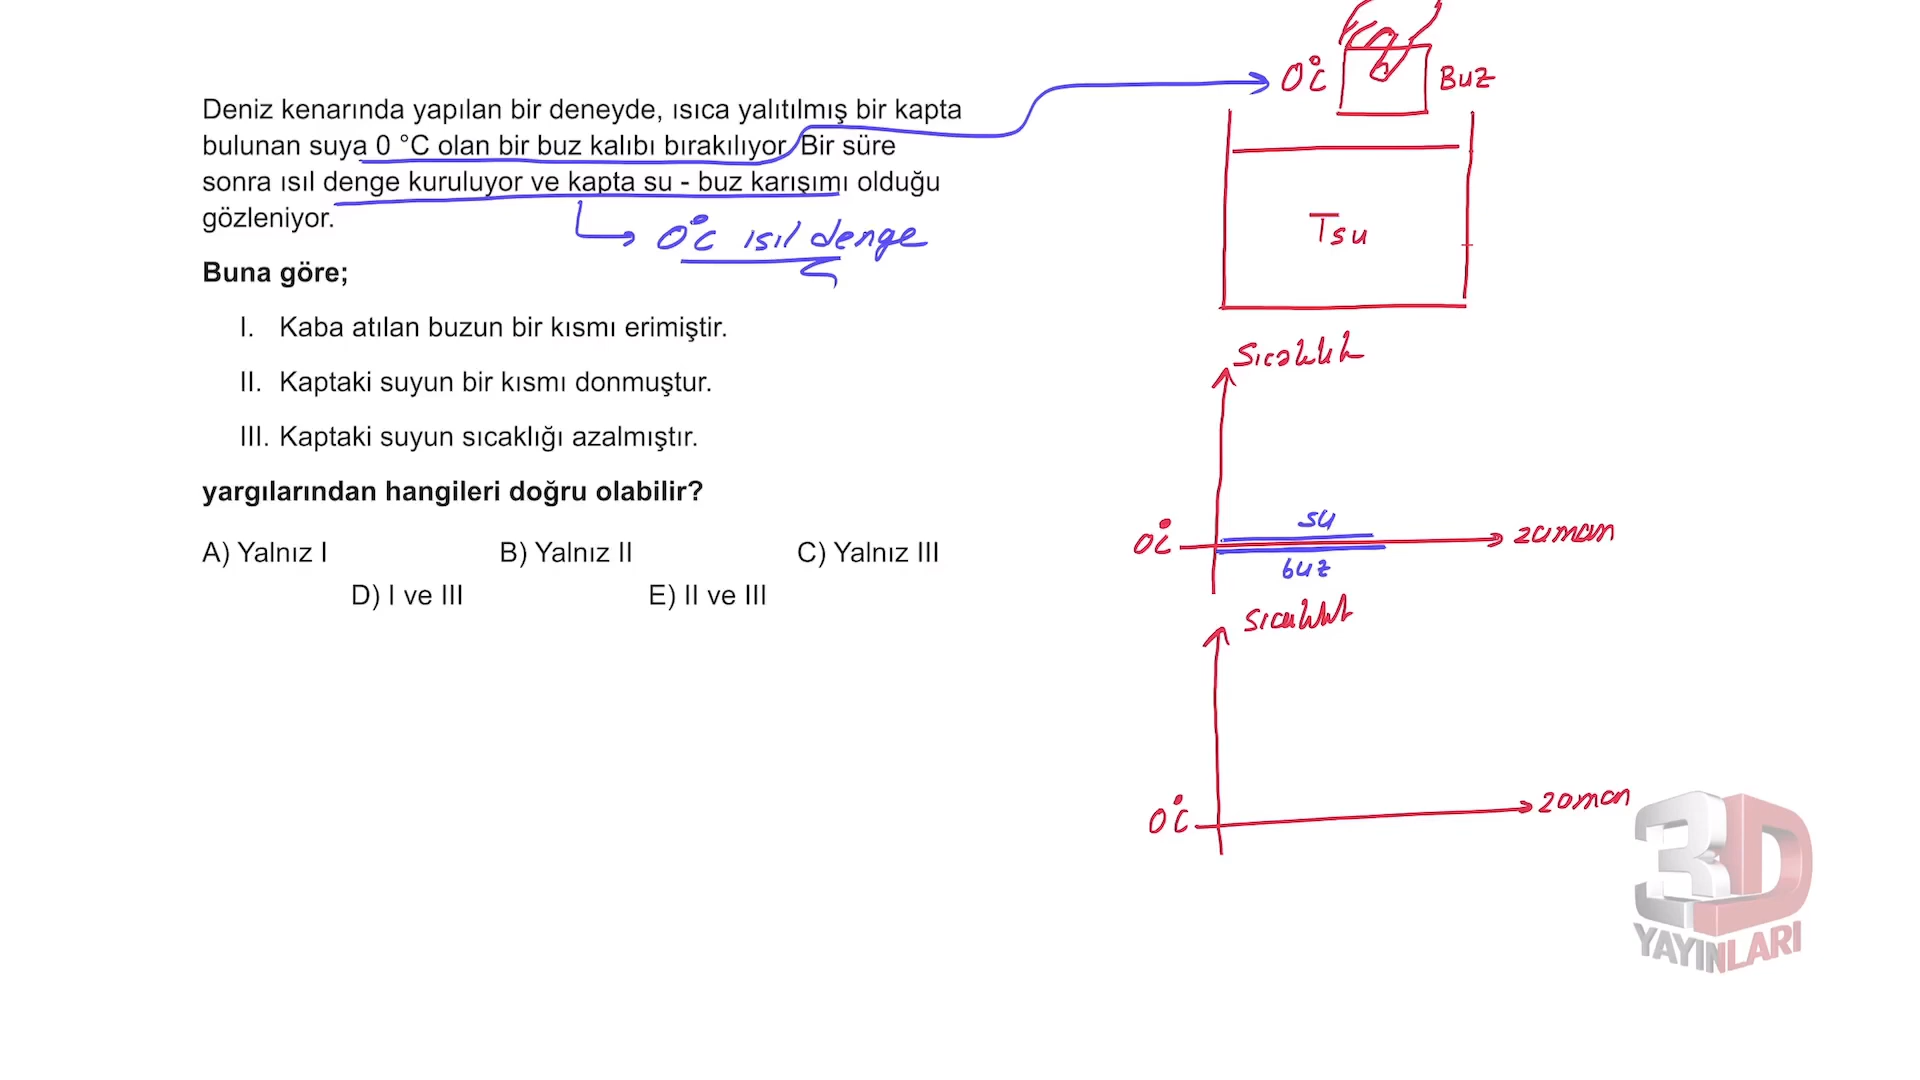 Deniz kenarında yapılan bir deneyde, ısıca yalıtılmış bir kapta
bulunan suya 0 °C olan bir buz kalıbı bırakılıyor. Bir süre
sonra ısıl denge kuruluyor ve kapta su - buz karışımı olduğu
gözleniyor.
0°C ısıl denge
Buna göre;
I. Kaba atılan buzun bir kısmı erimiştir.
II. Kaptaki suyun bir kısmı donmuştur.
III. Kaptaki suyun sıcaklığı azalmıştır.
yargılarından hangileri doğru olabilir?
A) Yalnız I
B) Yalnız II
C) Yalnız III
D) I ve III
E) II ve III
0°C
Buz
Tsu
Sıcaklık
su
0°C
zaman
buz
Sıcaklık
0°C
zaman
3D
YAYINLARI